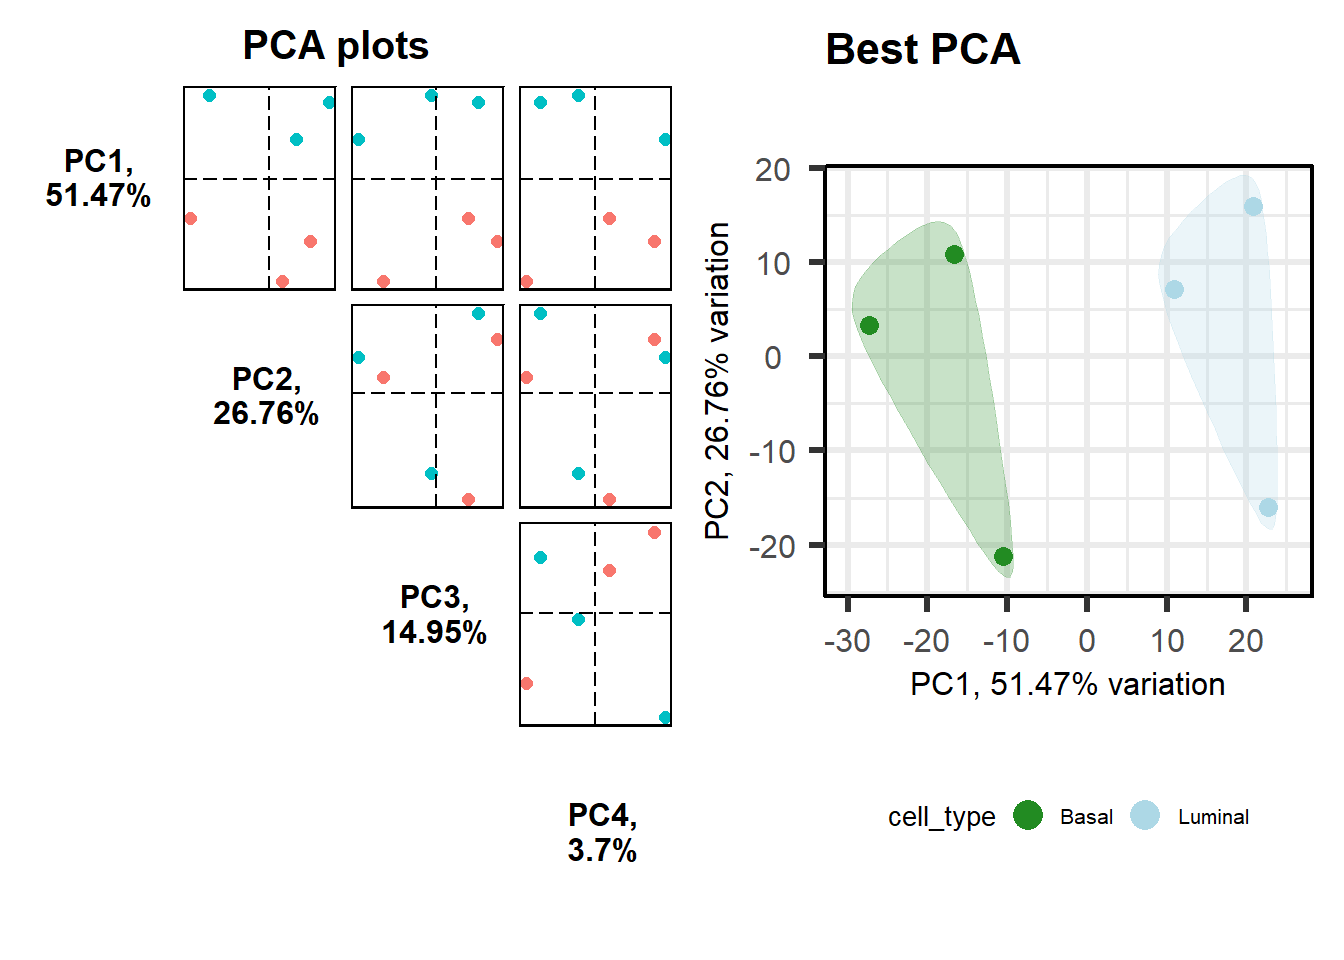 PCA plots
PC1,
51.47%
PC2,
26.76%
PC3,
14.95%
PC4,
3.7%
Best PCA
PC2, 26.76% variation
20
10
0
-10
-20
-30 -20 -10 0 10 20
PC1, 51.47% variation
cell_type Basal Luminal